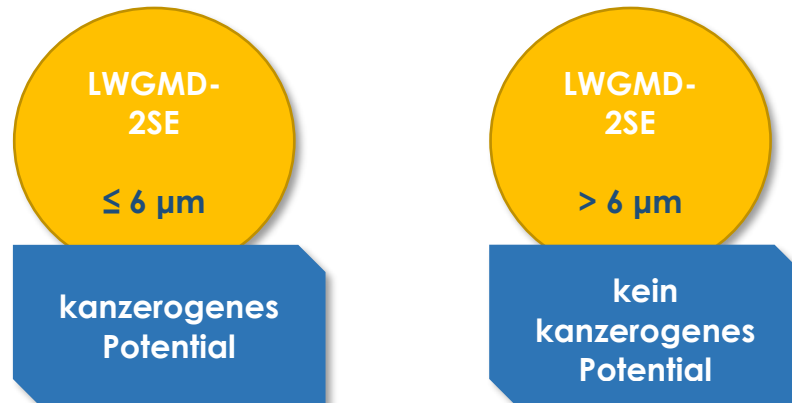 LWGMD-
2SE
≤ 6 µm
kanzerogenes
Potential
LWGMD-
2SE
> 6 µm
kein
kanzerogenes
Potential